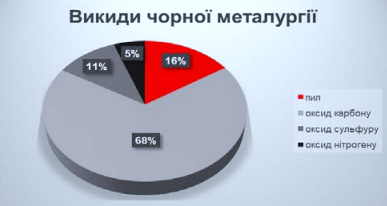 Викиди чорної металургії
5%
16%
11%
68%
пил
оксид карбону
оксид сульфуру
оксид нітрогену